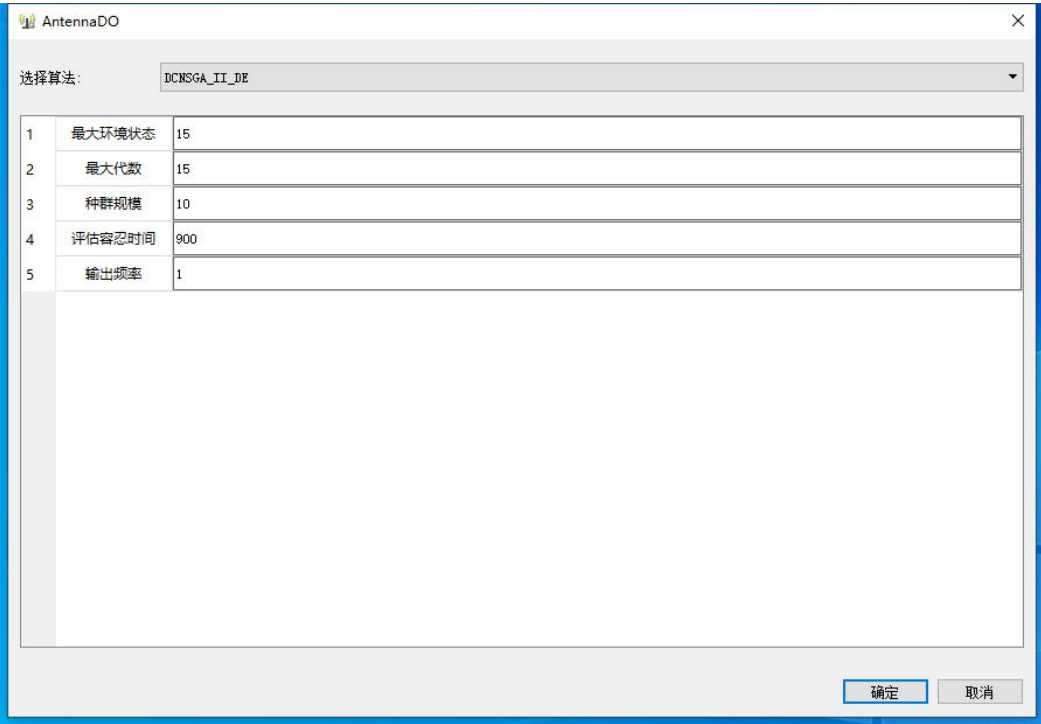 AntennaDO
选择算法: DCNSGA_II_DE
1 最大环境状态 15
2 最大代数 15
3 种群规模 10
4 评估容忍时间 900
5 输出频率 1
确定 取消